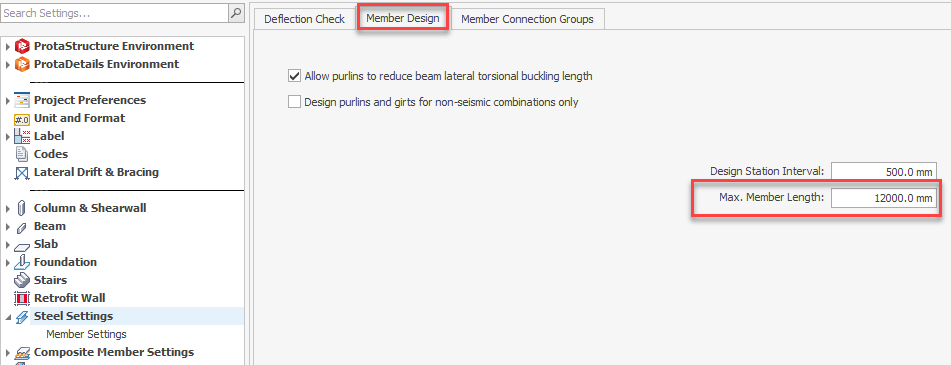 Search Settings...
ProtaStructure Environment
ProtaDetails Environment
Project Preferences
Unit and Format
Label
Codes
Lateral Drift & Bracing
Column & Shearwall
Beam
Slab
Foundation
Stairs
Retrofit Wall
Steel Settings
Member Settings
Composite Member Settings
Deflection Check Member Design Member Connection Groups
Allow purlins to reduce beam lateral torsional buckling length
Design purlins and girts for non-seismic combinations only
Design Station Interval: 500.0 mm
Max. Member Length: 12000.0 mm